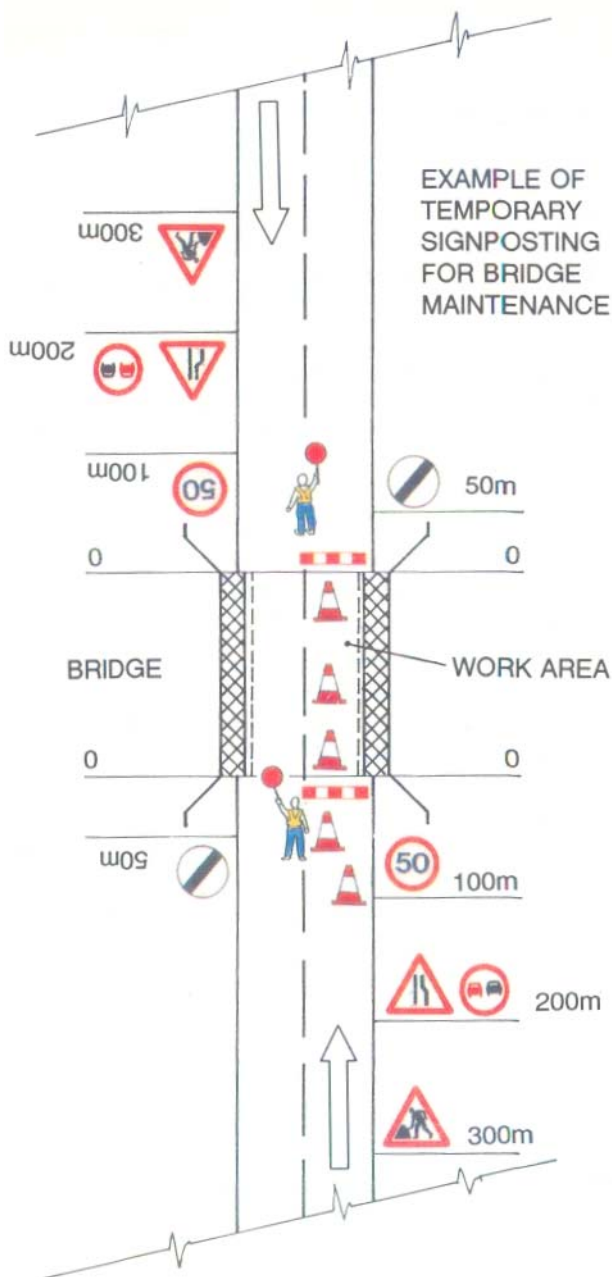 EXAMPLE OF
TEMPORARY
SIGNPOSTING
FOR BRIDGE
MAINTENANCE
300m
200m
100m
50
50m
0
0
BRIDGE
WORK AREA
0
0
50m
50
100m
200m
300m